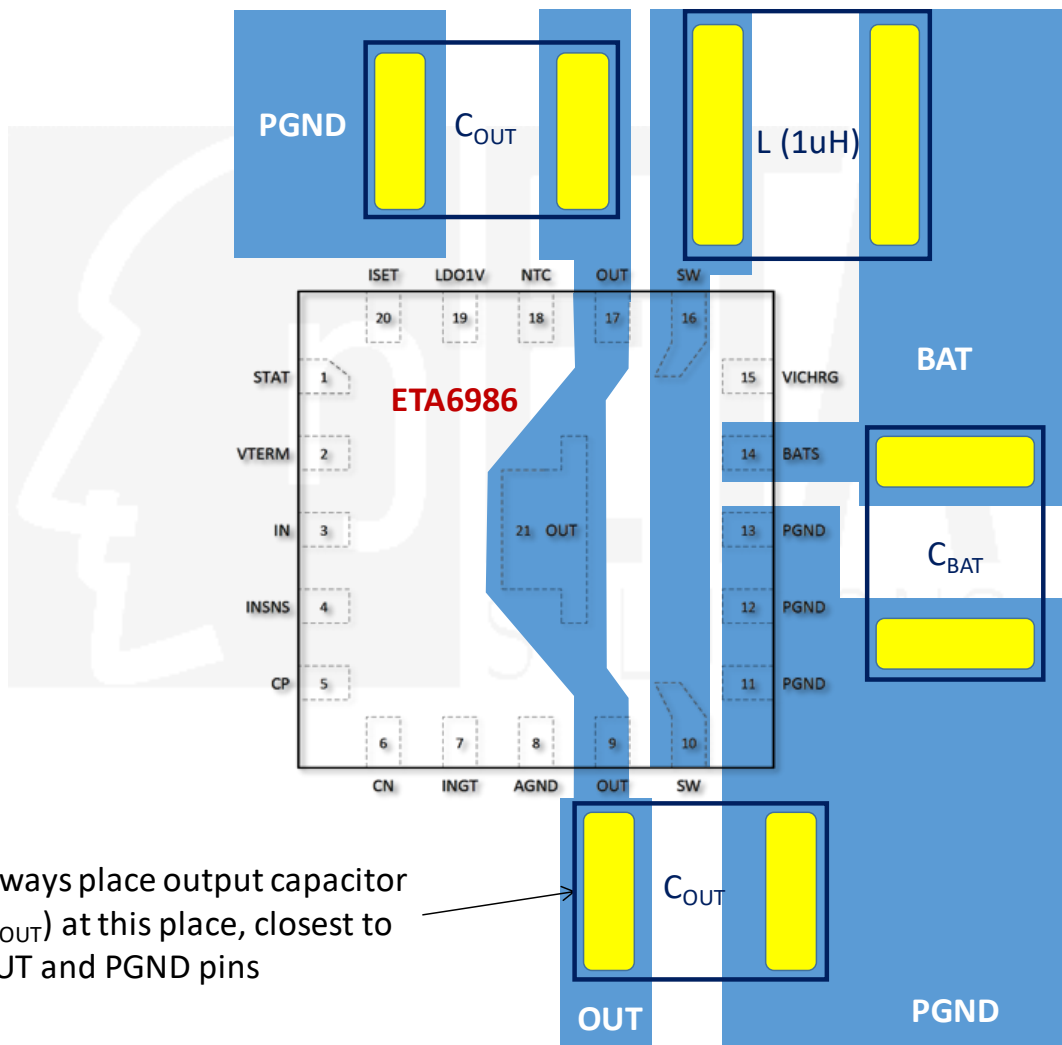 PGND
C_OUT
L (1uH)
ISET LDO1V NTC OUT SW
20 19 18 17 16
BAT
STAT 1
15 VICHRG
ETA6986
VTERM 2
14 BATS
IN 3
21 OUT
13 PGND
C_BAT
INSNS 4
12 PGND
CP 5
11 PGND
6 7 8 9 10
CN INGT AGND OUT SW
ways place output capacitor
OUT) at this place, closest to
UT and PGND pins
C_OUT
OUT
PGND